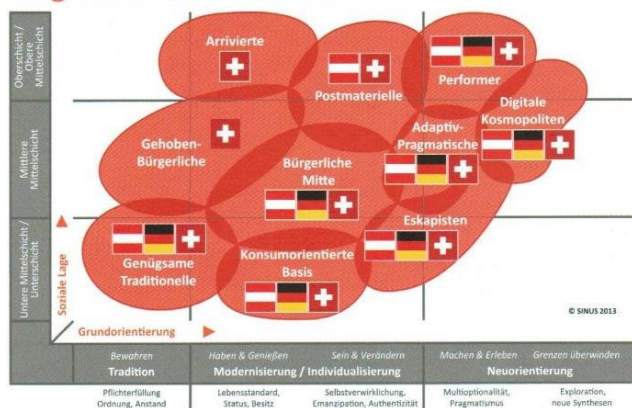 Oberschicht /
Obere
Mittelschicht
Mittlere
Mittelschicht
Untere Mittelschicht /
Unterschicht
Soziale Lage
Arrivierte
Postmaterielle
Performer
Digitale
Kosmopoliten
Gehoben-
Bürgerliche
Bürgerliche
Mitte
Adaptiv-
Pragmatische
Genügsame
Traditionelle
Konsumorientierte
Basis
Eskapisten
© SINUS 2013
Grundorientierung
Bewahren
Haben & Genießen
Sein & Verändern
Machen & Erleben
Grenzen überwinden
Tradition
Modernisierung / Individualisierung
Neuorientierung
Pflichterfüllung
Ordnung, Anstand
Lebensstandard,
Status, Besitz
Selbstverwirklichung,
Emanzipation, Authentizität
Multioptionalität,
Pragmatismus
Exploration,
neue Synthesen